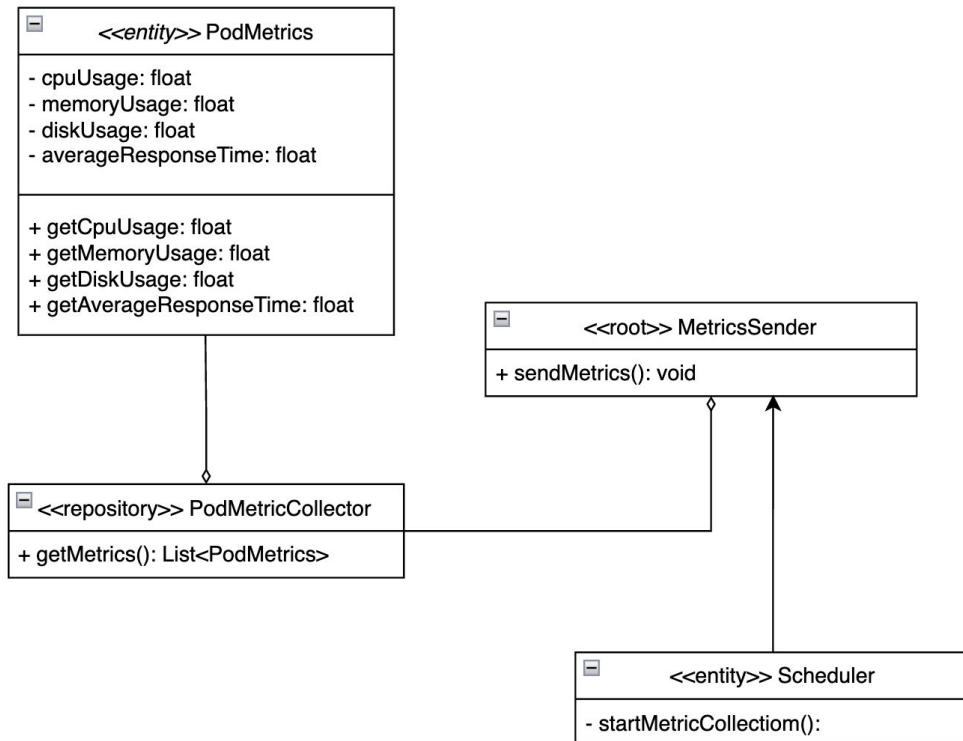 <<entity>> PodMetrics
- cpuUsage: float
- memoryUsage: float
- diskUsage: float
- averageResponseTime: float
+ getCpuUsage: float
+ getMemoryUsage: float
+ getDiskUsage: float
+ getAverageResponseTime: float
<<root>> MetricsSender
+ sendMetrics(): void
<<repository>> PodMetricCollector
+ getMetrics(): List<PodMetrics>
<<entity>> Scheduler
- startMetricCollectiom():